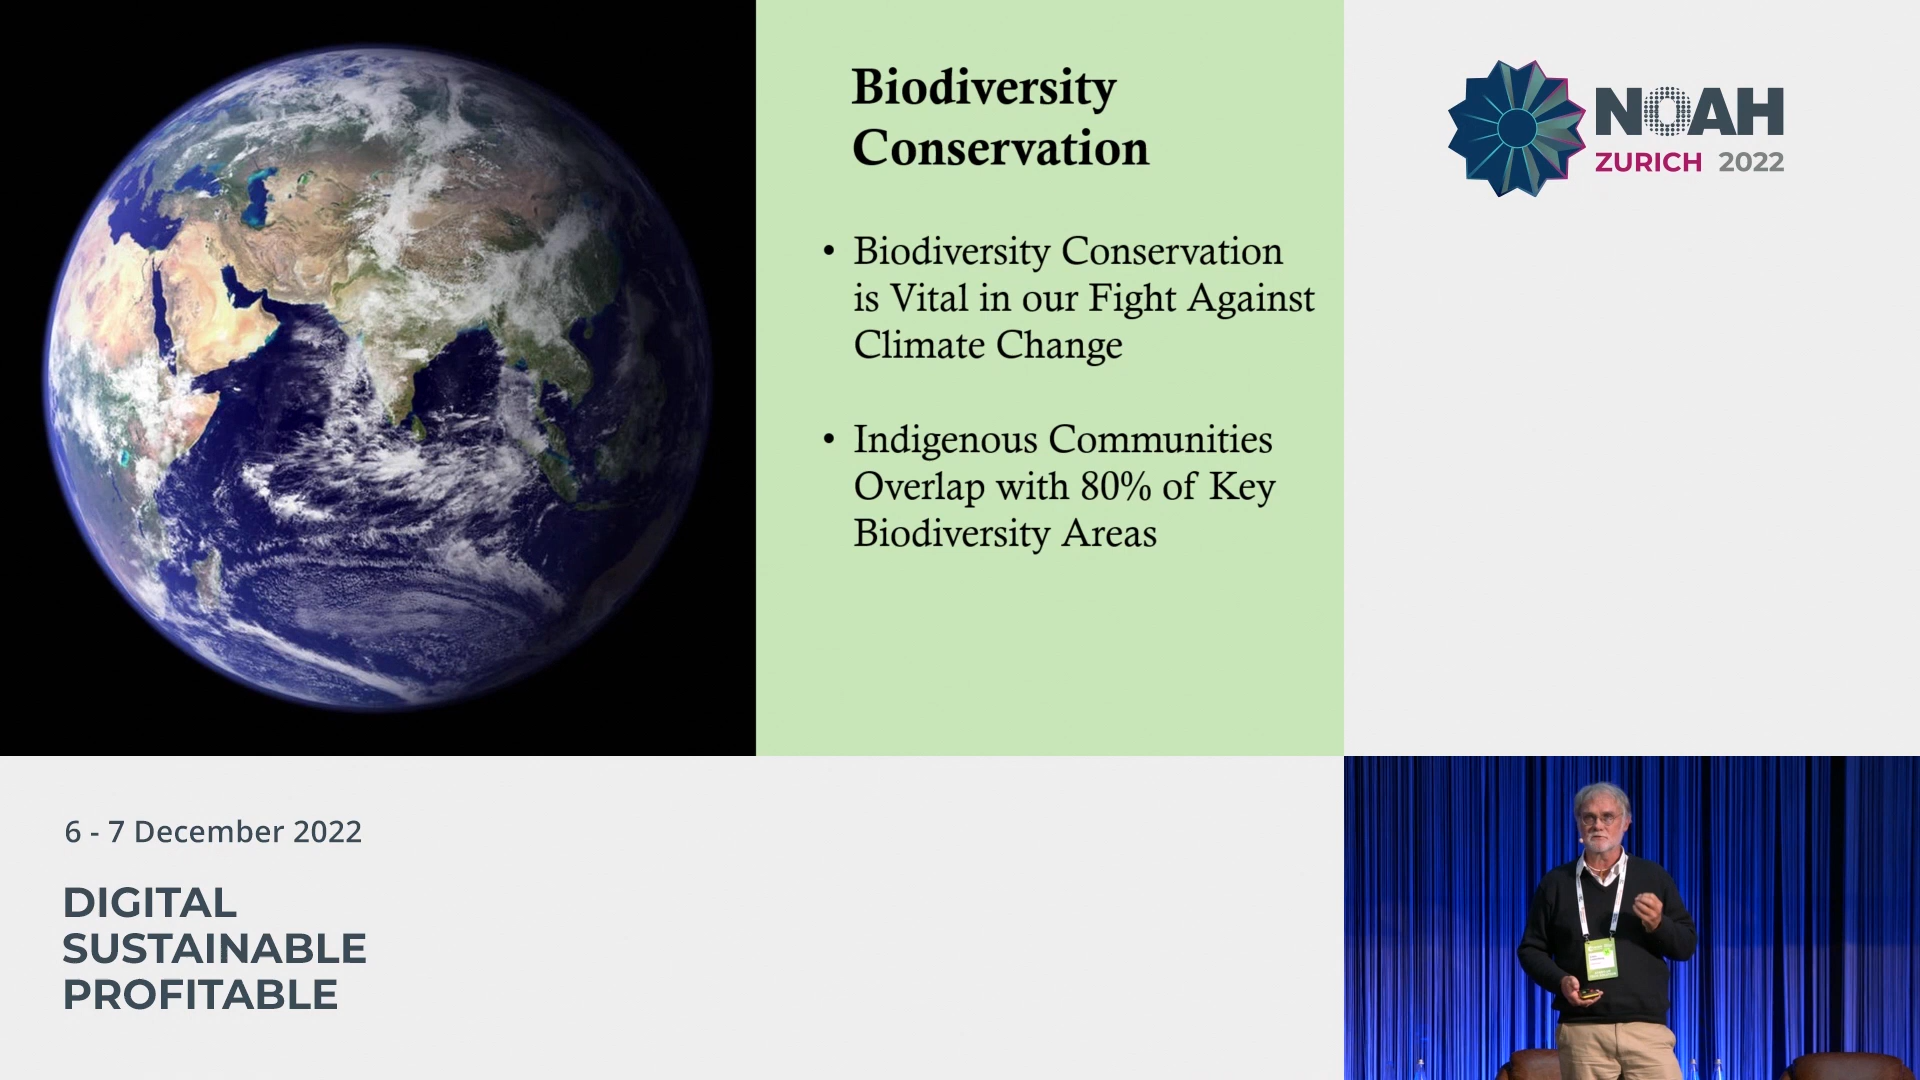 Biodiversity
Conservation
• Biodiversity Conservation
is Vital in our Fight Against
Climate Change
• Indigenous Communities
Overlap with 80% of Key
Biodiversity Areas
NOAH
ZURICH 2022
6 - 7 December 2022
DIGITAL
SUSTAINABLE
PROFITABLE